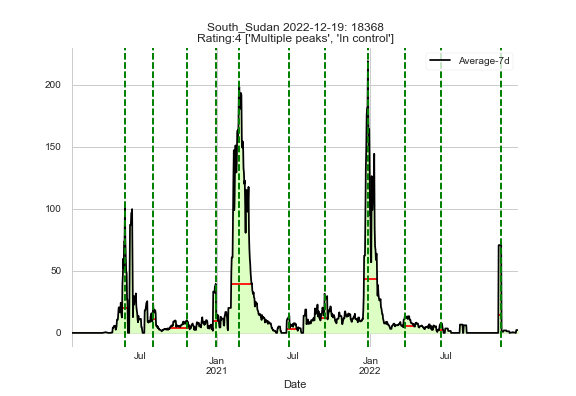 South_Sudan 2022-12-19: 18368
Rating:4 ['Multiple peaks', 'In control']
Average-7d
200
150
100
50
0
Jul
Jan
2021
Jul
Jan
2022
Jul
Date